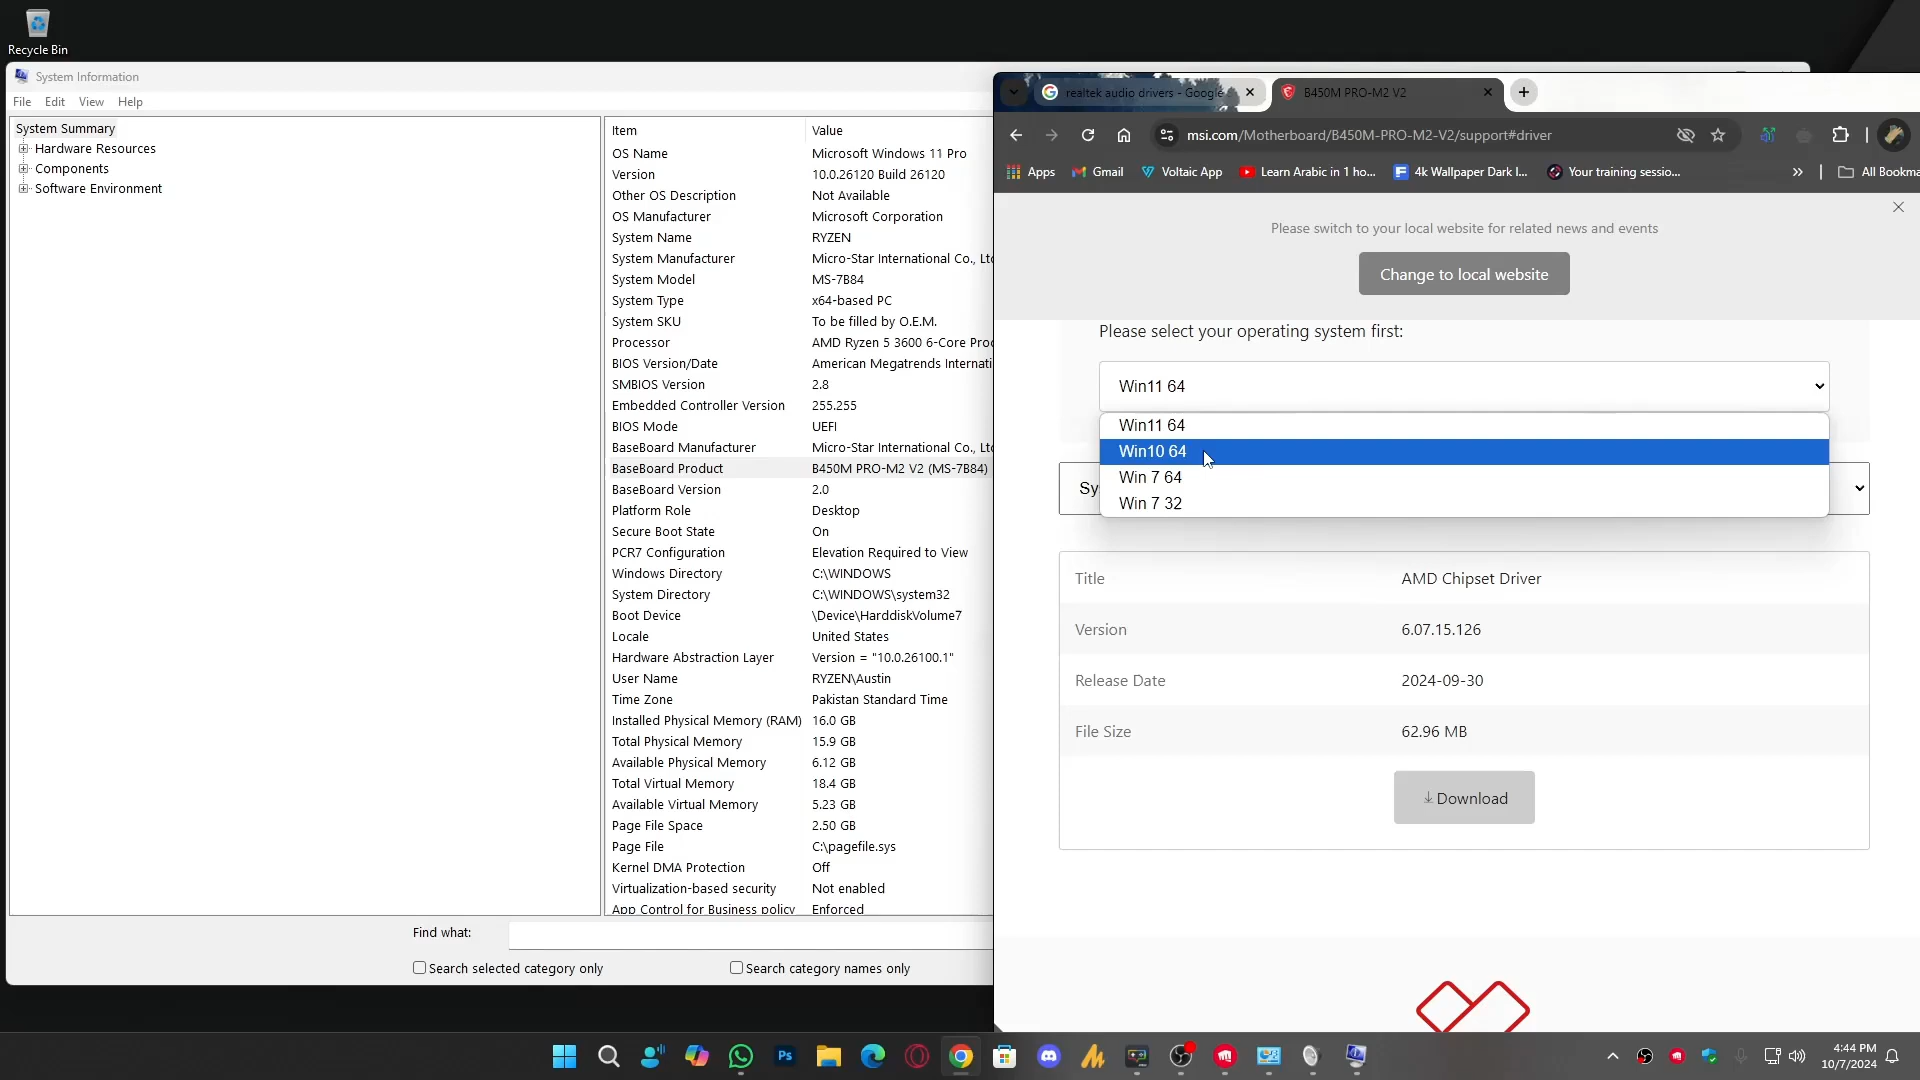 Recycle Bin
System Information
File Edit View Help
System Summary
Hardware Resources
Components
Software Environment
Item Value
OS Name Microsoft Windows 11 Pro
Version 10.0.26120 Build 26120
Other OS Description Not Available
OS Manufacturer Microsoft Corporation
System Name RYZEN
System Manufacturer Micro-Star International Co., Ltd
System Model MS-7B84
System Type x64-based PC
System SKU To be filled by O.E.M.
Processor AMD Ryzen 5 3600 6-Core Proc
BIOS Version/Date American Megatrends Internati
SMBIOS Version 2.8
Embedded Controller Version 255.255
BIOS Mode UEFI
BaseBoard Manufacturer Micro-Star International Co., Ltd
BaseBoard Product B450M PRO-M2 V2 (MS-7B84)
BaseBoard Version 2.0
Platform Role Desktop
Secure Boot State On
PCR7 Configuration Elevation Required to View
Windows Directory C:\WINDOWS
System Directory C:\WINDOWS\system32
Boot Device \Device\HarddiskVolume7
Locale United States
Hardware Abstraction Layer Version = "10.0.26100.1"
User Name RYZEN\Austin
Time Zone Pakistan Standard Time
Installed Physical Memory (RAM) 16.0 GB
Total Physical Memory 15.9 GB
Available Physical Memory 6.12 GB
Total Virtual Memory 18.4 GB
Available Virtual Memory 5.23 GB
Page File Space 2.50 GB
Page File C:\pagefile.sys
Kernel DMA Protection Off
Virtualization-based security Not enabled
App Control for Business policy Enforced
Find what:
Search selected category only Search category names only
realtek audio drivers - Google B450M PRO-M2 V2
msi.com/Motherboard/B450M-PRO-M2-V2/support#driver
Apps Gmail Voltaic App Learn Arabic in 1 ho... 4k Wallpaper Dark I... Your training sessio... » All Bookma
Please switch to your local website for related news and events
Change to local website
Please select your operating system first:
Win11 64
Win11 64
Win10 64
Win 7 64
Win 7 32
Sy
Title AMD Chipset Driver
Version 6.07.15.126
Release Date 2024-09-30
File Size 62.96 MB
Download
Ps
4:44 PM
10/7/2024